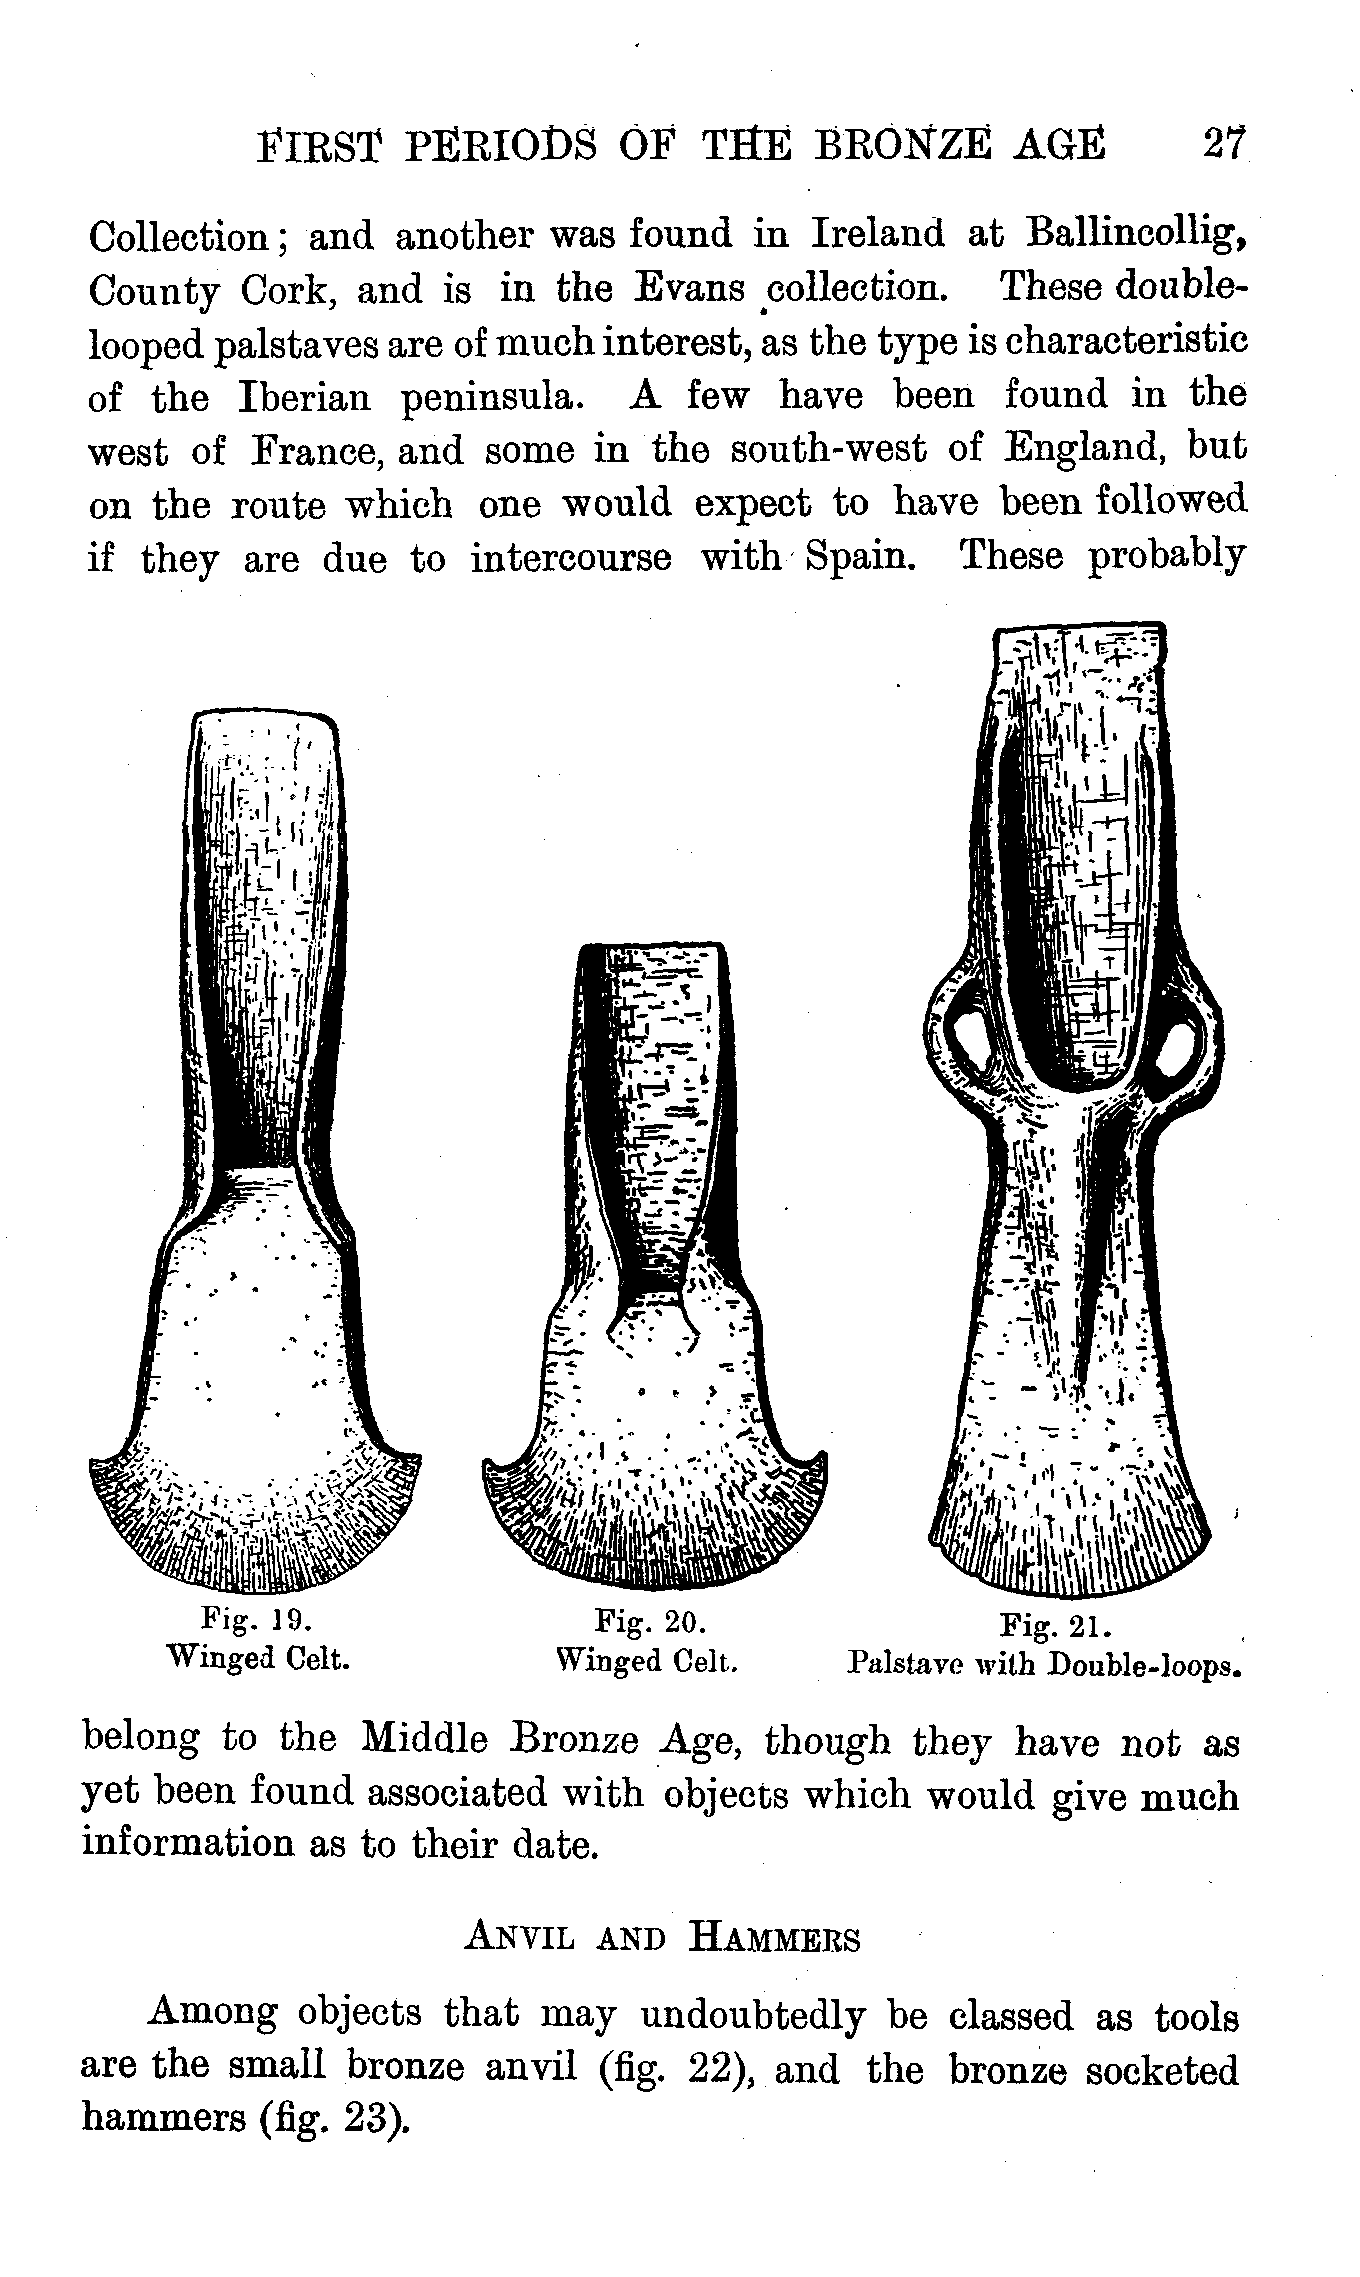 FIRST PERIODS OF THE BRONZE AGE 27
Collection; and another was found in Ireland at Ballincollig,
County Cork, and is in the Evans collection. These double-
looped palstaves are of much interest, as the type is characteristic
of the Iberian peninsula. A few have been found in the
west of France, and some in the south-west of England, but
on the route which one would expect to have been followed
if they are due to intercourse with Spain. These probably
Fig. 19.
Winged Celt.
Fig. 20.
Winged Celt.
Fig. 21.
Palstave with Double-loops.
belong to the Middle Bronze Age, though they have not as
yet been found associated with objects which would give much
information as to their date.
ANVIL AND HAMMERS
Among objects that may undoubtedly be classed as tools
are the small bronze anvil (fig. 22), and the bronze socketed
hammers (fig. 23).